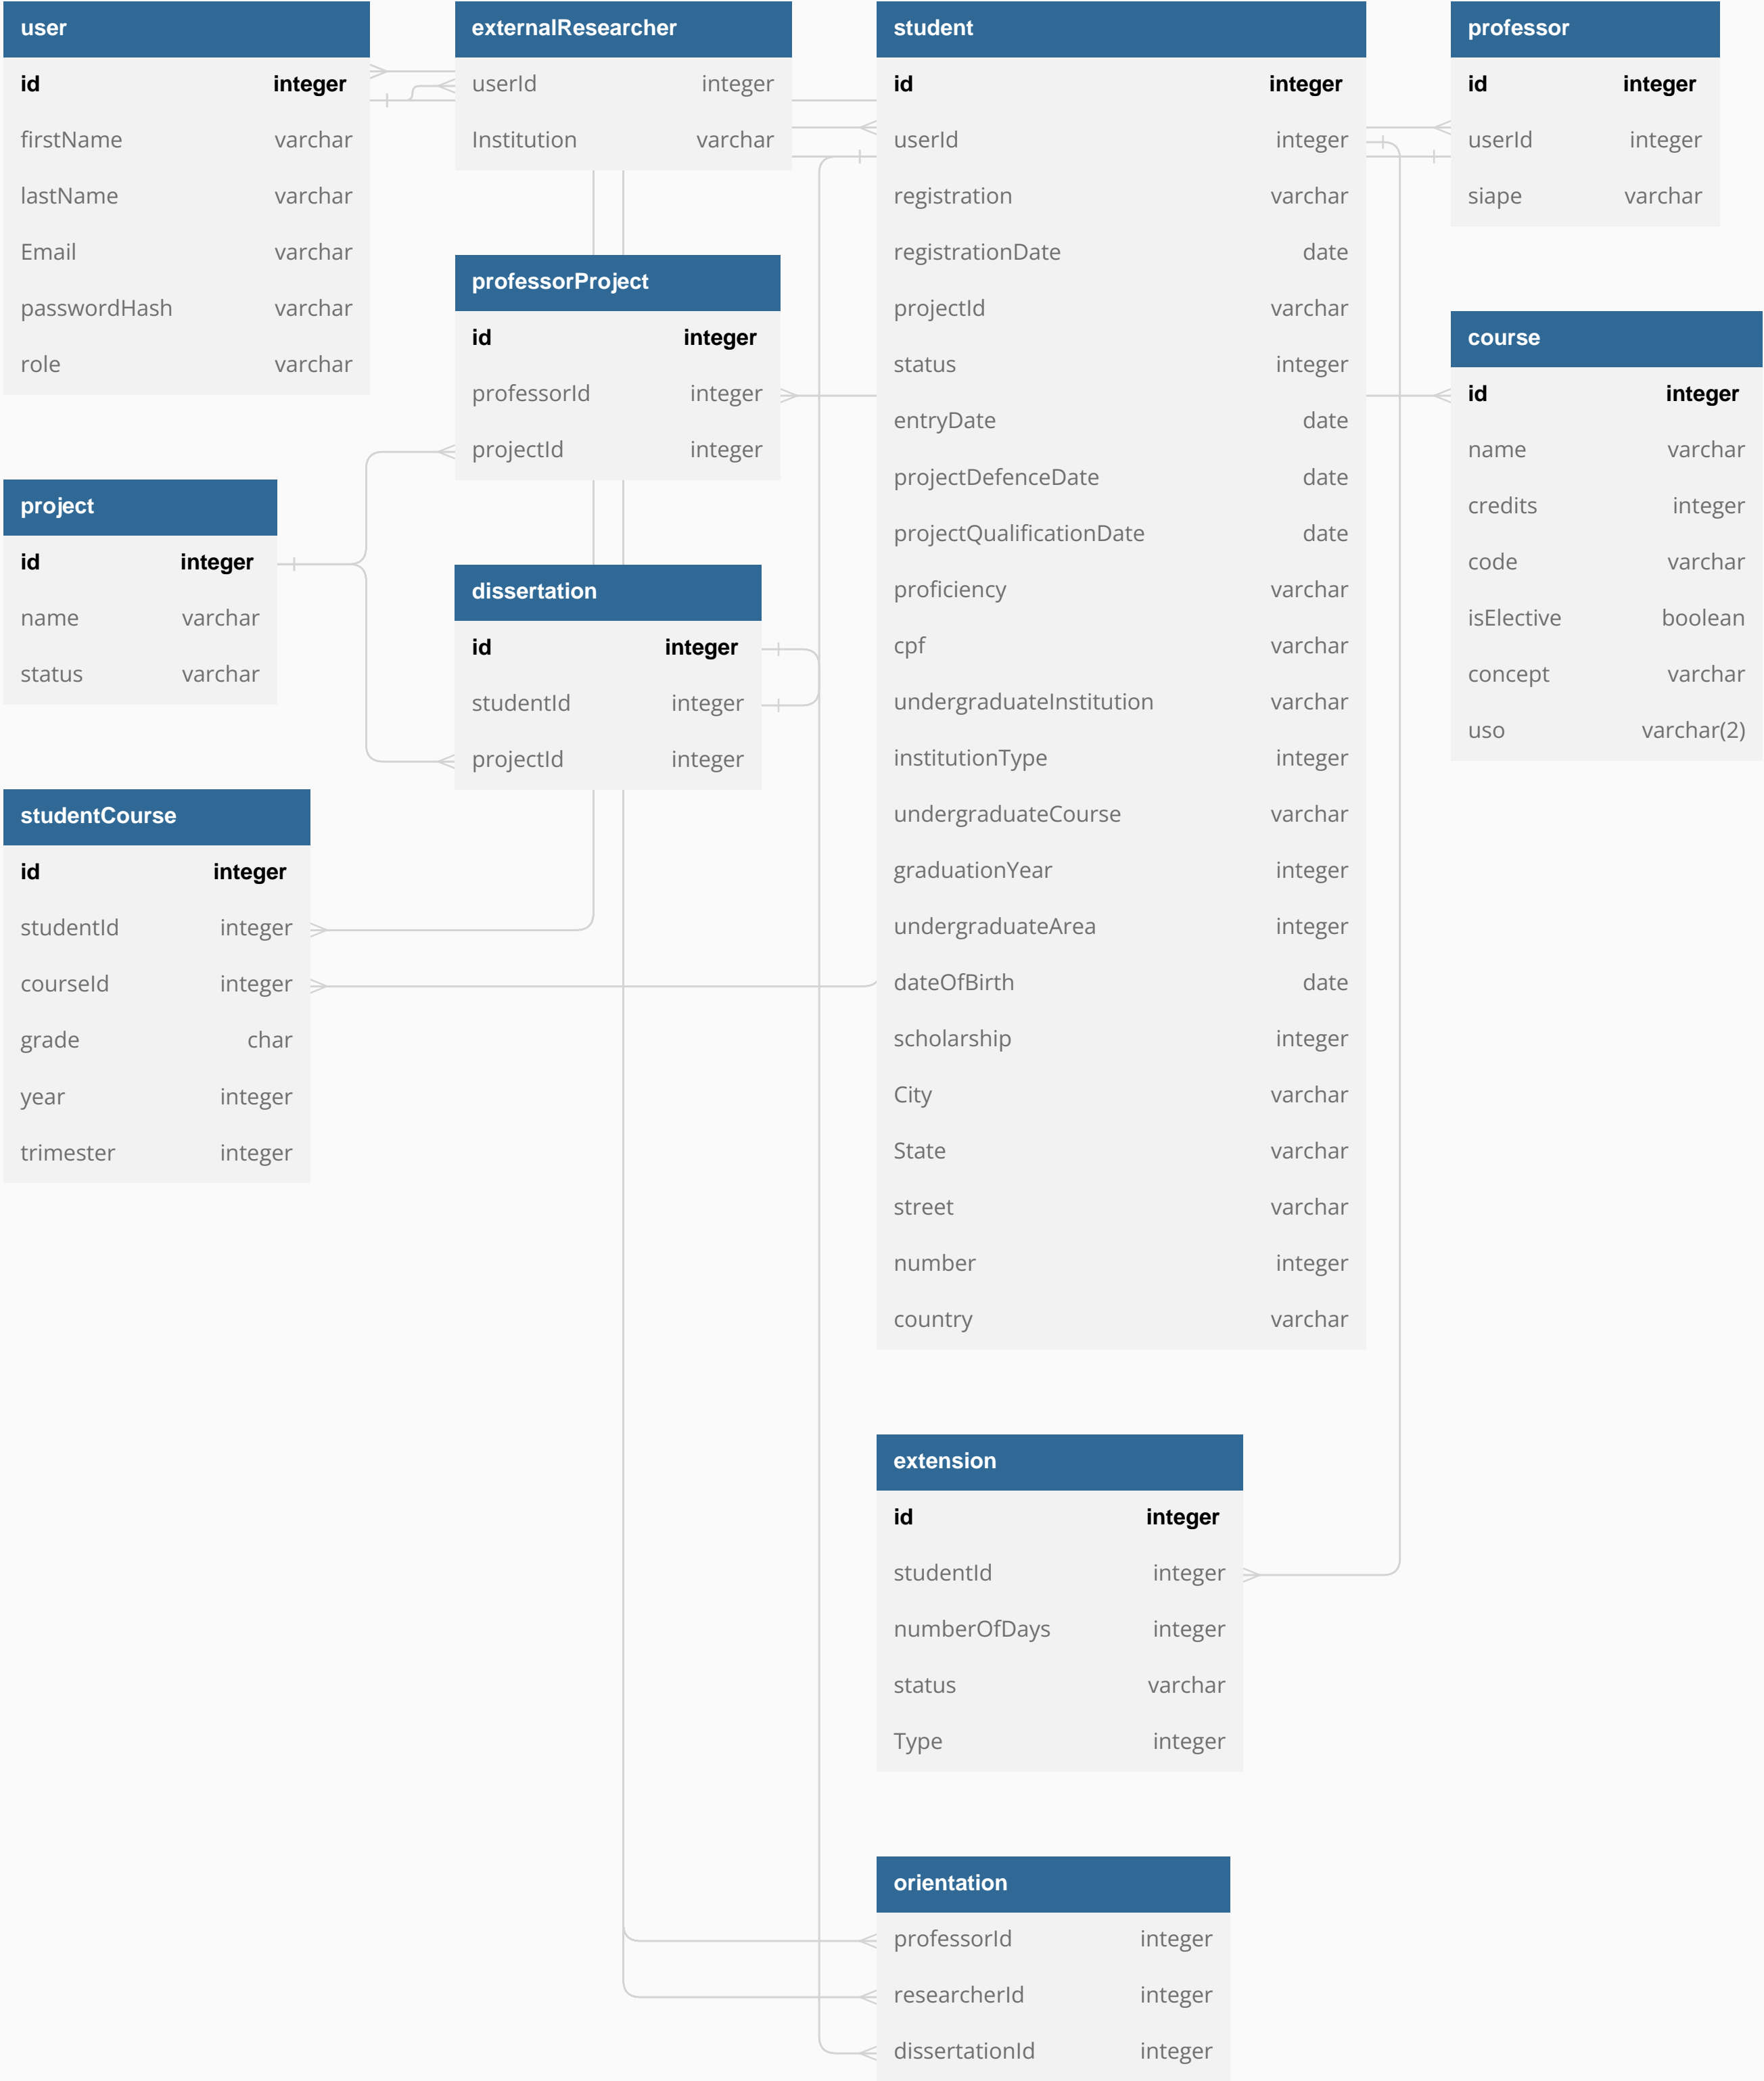 user
id integer
firstName varchar
lastName varchar
Email varchar
passwordHash varchar
role varchar
externalResearcher
userId integer
Institution varchar
student
id integer
userId integer
registration varchar
registrationDate date
projectId varchar
status integer
entryDate date
projectDefenceDate date
projectQualificationDate date
proficiency varchar
cpf varchar
undergraduateInstitution varchar
institutionType integer
undergraduateCourse varchar
graduationYear integer
undergraduateArea integer
dateOfBirth date
scholarship integer
City varchar
State varchar
street varchar
number integer
country varchar
professor
id integer
userId integer
siape varchar
professorProject
id integer
professorId integer
projectId integer
course
id integer
name varchar
credits integer
code varchar
isElective boolean
concept varchar
uso varchar(2)
project
id integer
name varchar
status varchar
dissertation
id integer
studentId integer
projectId integer
studentCourse
id integer
studentId integer
courseId integer
grade char
year integer
trimester integer
extension
id integer
studentId integer
numberOfDays integer
status varchar
Type integer
orientation
professorId integer
researcherId integer
dissertationId integer